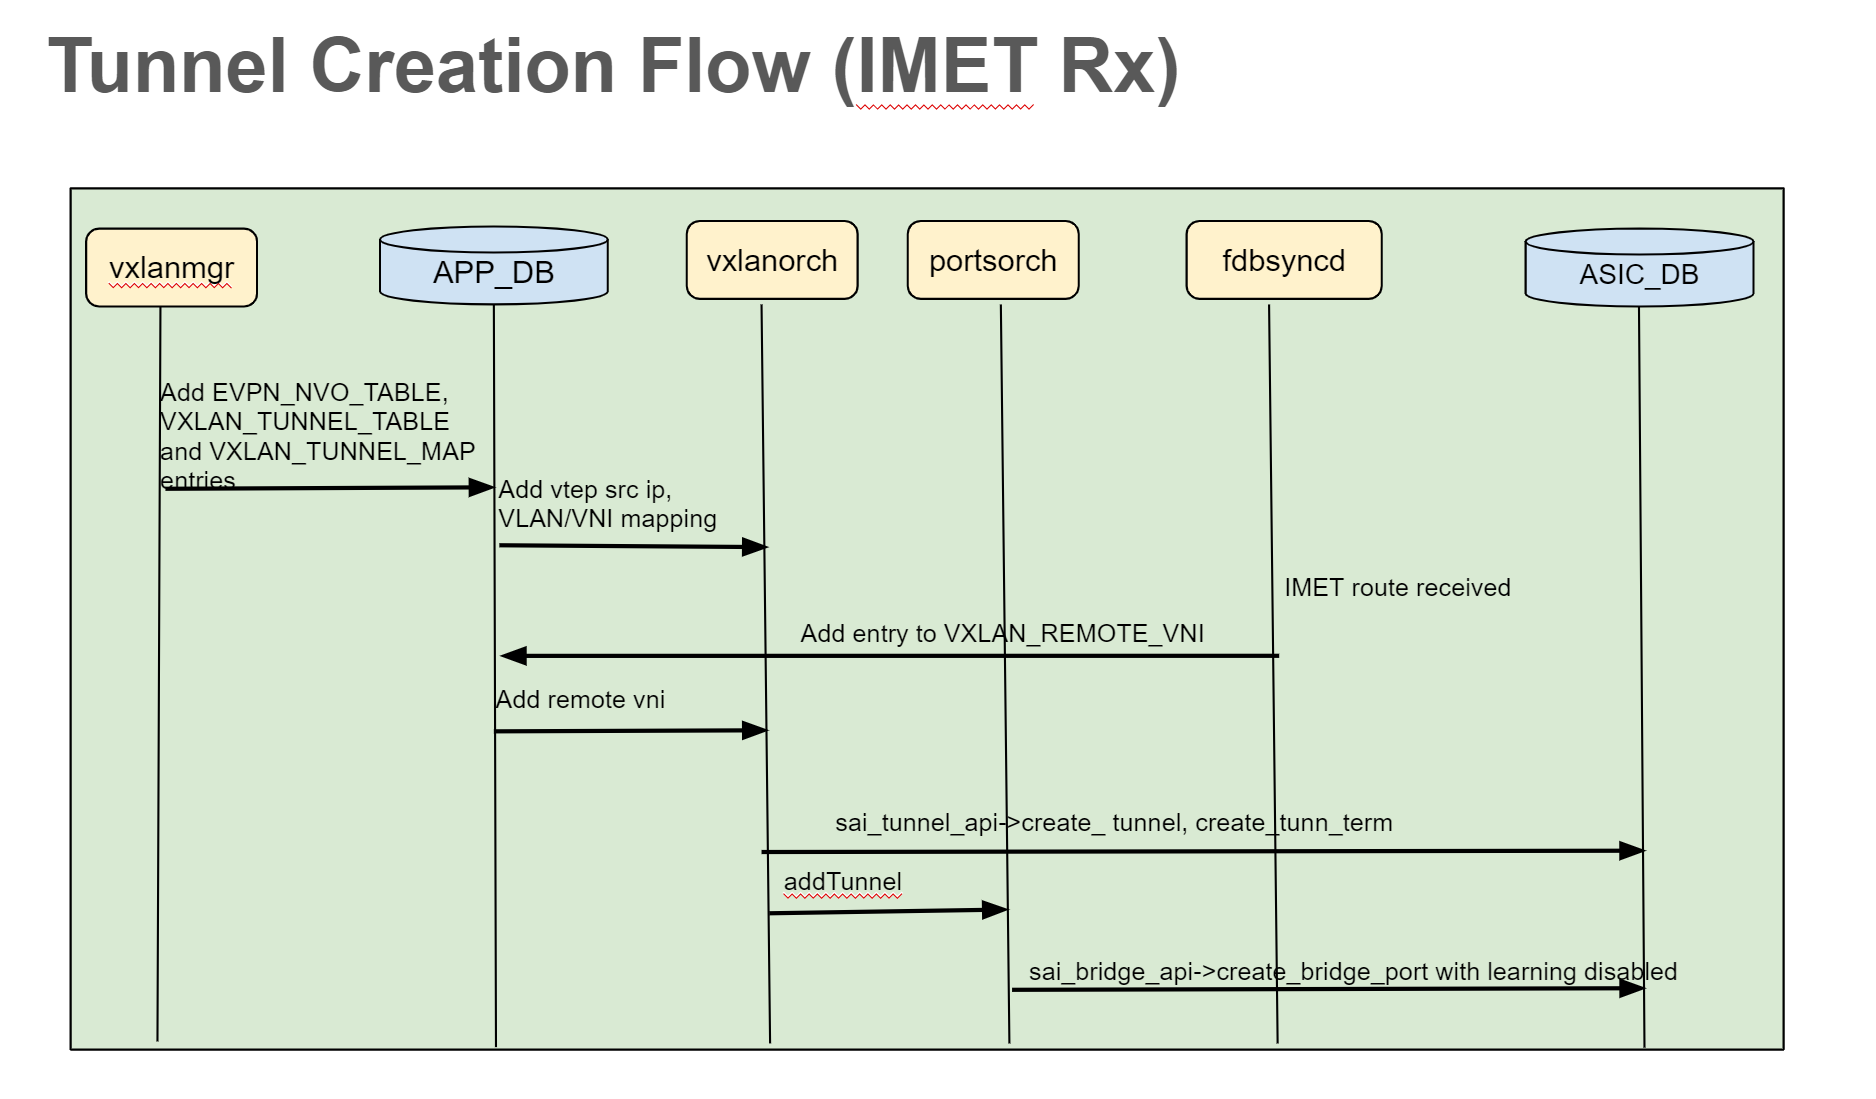 Tunnel Creation Flow (IMET Rx)
vxlanmgr
APP_DB
vxlanorch
portsorch
fdbsyncd
ASIC_DB
Add EVPN_NVO_TABLE,
VXLAN_TUNNEL_TABLE
and VXLAN_TUNNEL_MAP
entries
Add vtep src ip,
VLAN/VNI mapping
IMET route received
Add entry to VXLAN_REMOTE_VNI
Add remote vni
sai_tunnel_api->create_ tunnel, create_tunn_term
addTunnel
sai_bridge_api->create_bridge_port with learning disabled